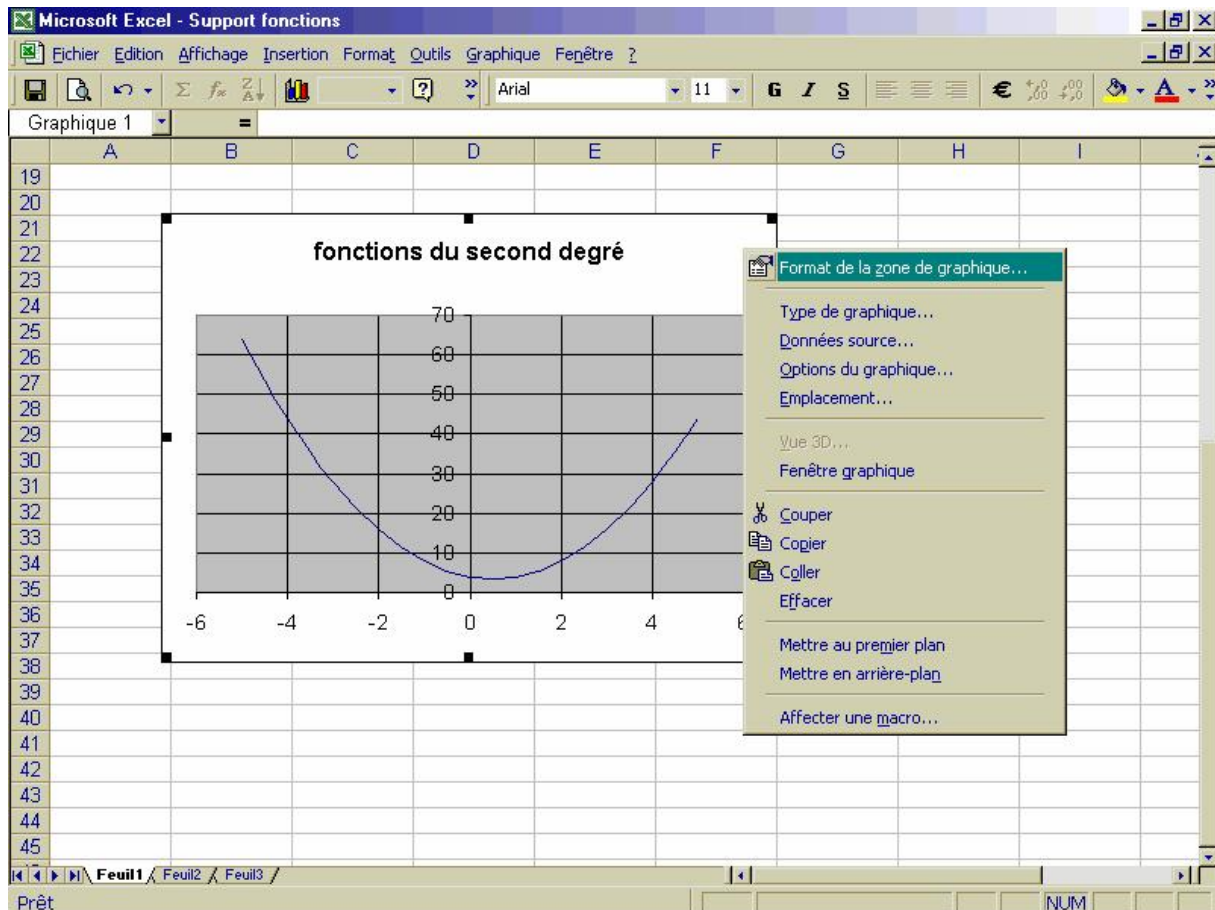 Microsoft Excel - Support fonctions
Fichier Edition Affichage Insertion Format Outils Graphique Fenêtre ?
Arial 11 G I S €
Graphique 1 =
A B C D E F G H I
19
20
21
22
23
24
25
26
27
28
29
30
31
32
33
34
35
36
37
38
39
40
41
42
43
44
45
fonctions du second degré
70
60
50
40
30
20
10
0
-6 -4 -2 0 2 4 6
Format de la zone de graphique...
Type de graphique...
Données source...
Options du graphique...
Emplacement...
Vue 3D...
Fenêtre graphique
Couper
Copier
Coller
Effacer
Mettre au premier plan
Mettre en arrière-plan
Affecter une macro...
Feuil1 Feuil2 Feuil3
Prêt NUM